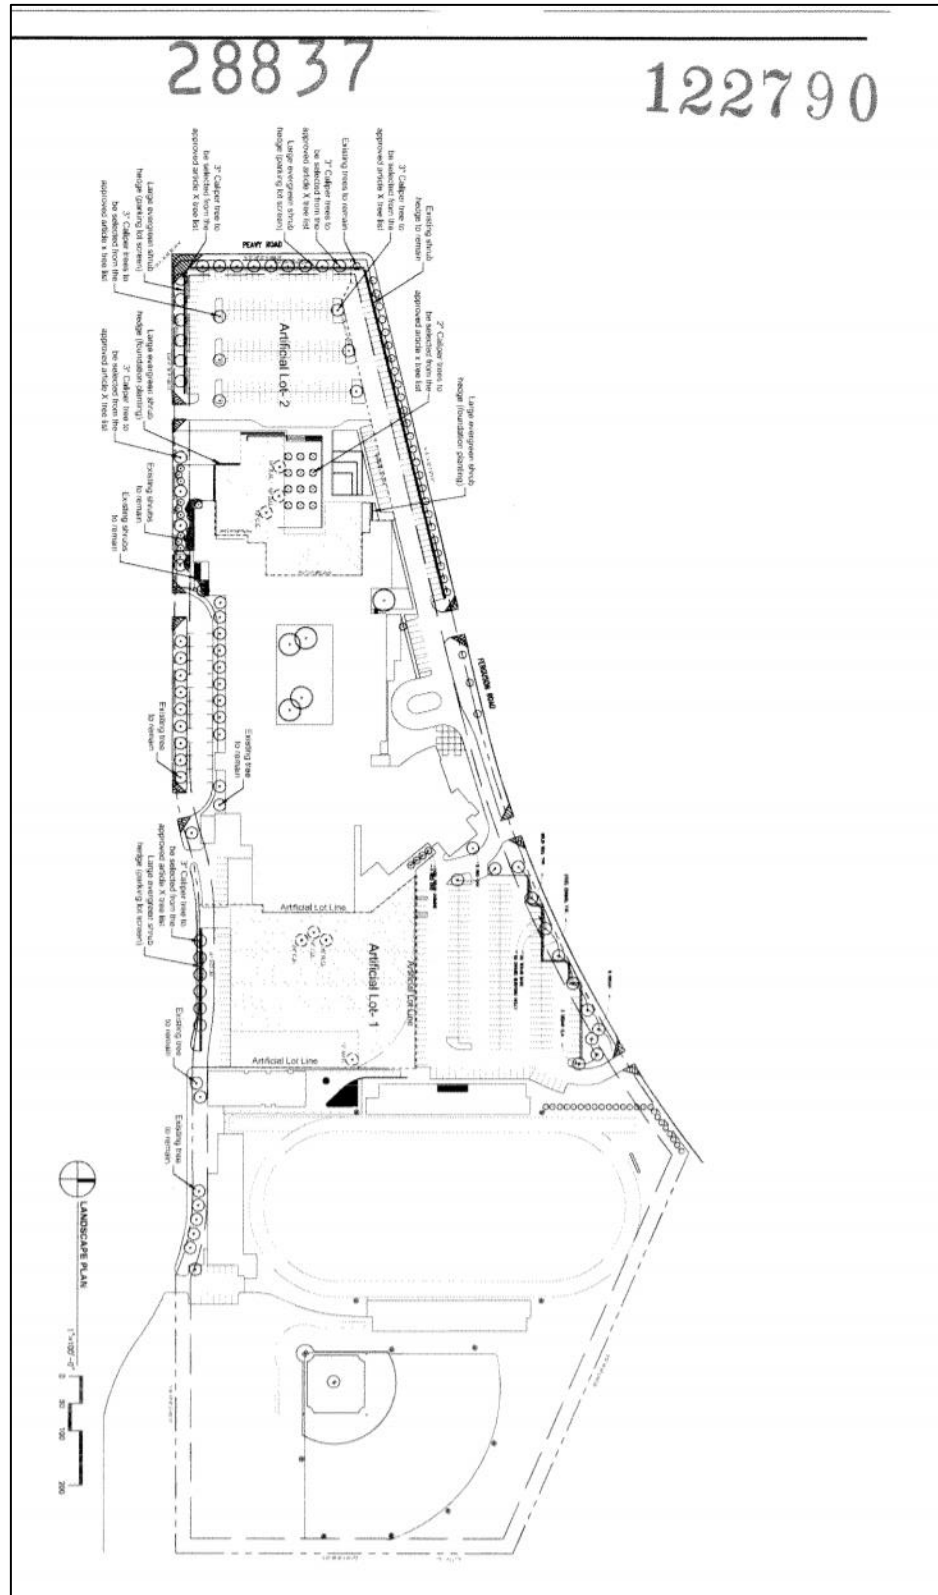 28837
122790
3" Caliper tree to
be selected from the
approved article X tree list
Existing shrub
hedge to remain
3" Caliper tree to
be selected from the
approved article X tree list
Existing trees to remain
3" Caliper trees to
be selected from the
approved article X tree list
Large evergreen shrub
hedge (parking lot screen)
2" Caliper trees to
be selected from the
approved article x tree list
Large evergreen shrub
hedge (foundation planting)
Large evergreen shrub
hedge (parking lot screen)
3" Caliper trees to
be selected from the
approved article x tree list
PEAVY ROAD
Artificial Lot- 2
Large evergreen shrub
hedge (foundation planting)
3" Caliper tree to
be selected from the
approved article X tree list
Existing shrubs
to remain
Existing shrubs
to remain
FERGUSON ROAD
Existing tree
to remain
Existing tree
to remain
3" Caliper tree to
be selected from the
approved article X tree list
Large evergreen shrub
hedge (parking lot screen)
Artificial Lot Line
Artificial Lot- 1
Artificial Lot Line
Artificial Lot Line
Existing tree
to remain
Existing tree
to remain
LANDSCAPE PLAN
1"=100'-0"
0 50 100 200